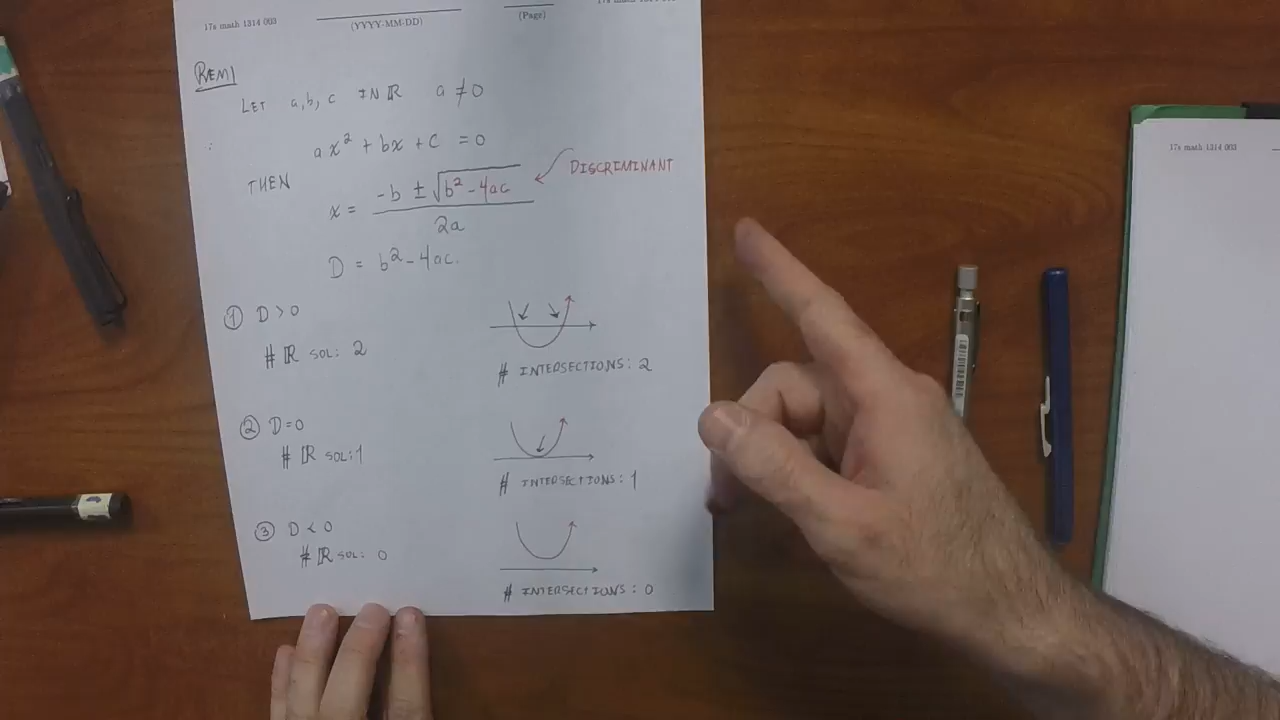 17s math 1314 003
(YYYY-MM-DD)
(Page)
REM1
LET a, b, c IN ℝ a ≠ 0
ax² + bx + c = 0
THEN
x = (-b ± √(b² - 4ac)) / 2a
DISCRIMINANT
D = b² - 4ac.
① D > 0
# ℝ SOL: 2
# INTERSECTIONS: 2
② D = 0
# ℝ SOL: 1
# INTERSECTIONS: 1
③ D < 0
# ℝ SOL: 0
# INTERSECTIONS: 0
17s math 1314 003